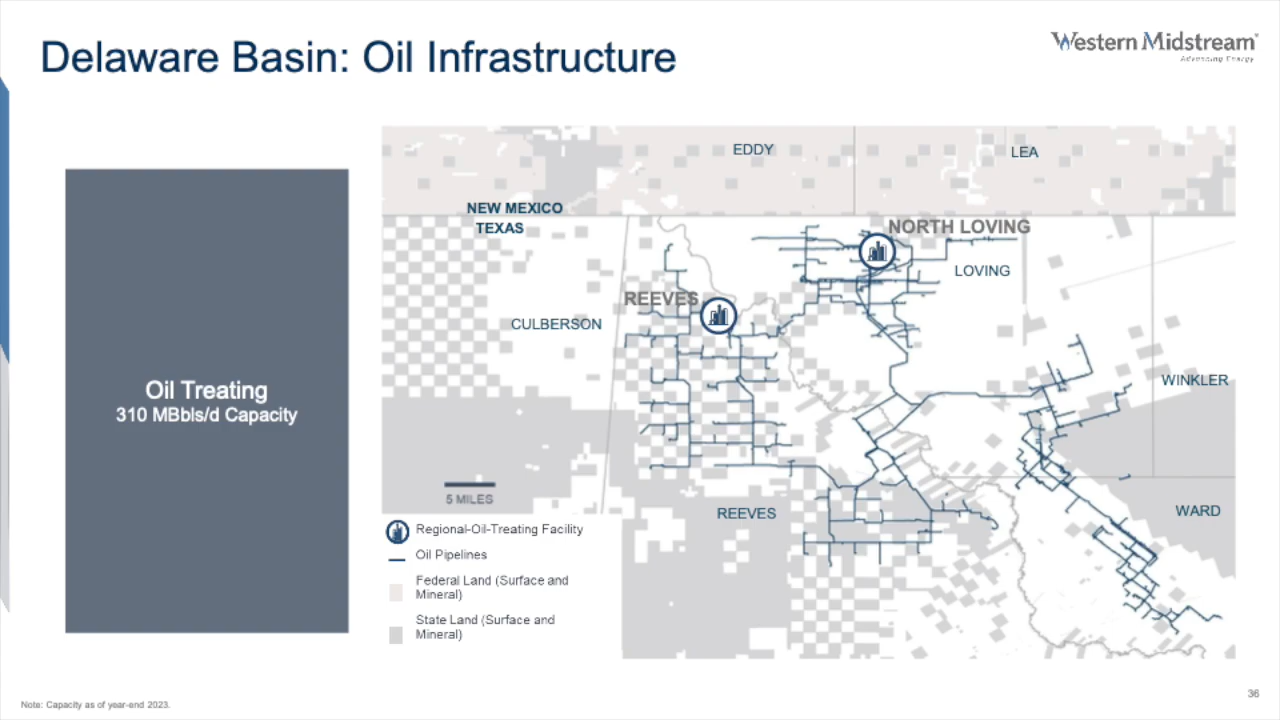 Delaware Basin: Oil Infrastructure
Western Midstream
Advancing Energy
Oil Treating
310 MBbls/d Capacity
EDDY
LEA
NEW MEXICO
TEXAS
NORTH LOVING
LOVING
REEVES
CULBERSON
WINKLER
5 MILES
REEVES
WARD
Regional-Oil-Treating Facility
Oil Pipelines
Federal Land (Surface and
Mineral)
State Land (Surface and
Mineral)
Note: Capacity as of year-end 2023.
36